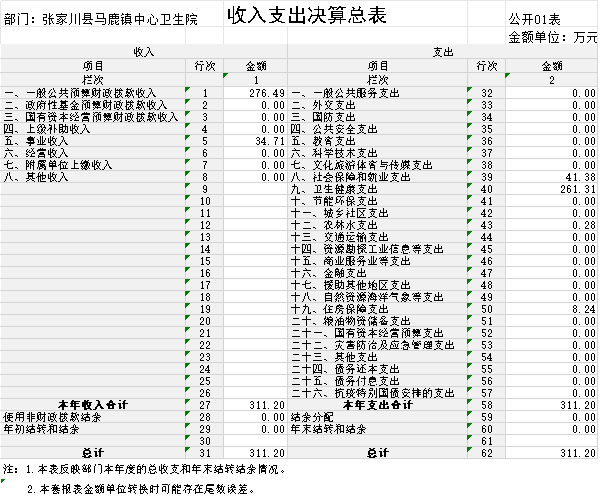 收入支出决算总表
部门：张家川县马鹿镇中心卫生院 公开01表
金额单位：万元
收入 支出
项目 行次 金额 项目 行次 金额
栏次 1 栏次 2
一、一般公共预算财政拨款收入 1 276.49 一、一般公共服务支出 32 0.00
二、政府性基金预算财政拨款收入 2 0.00 二、外交支出 33 0.00
三、国有资本经营预算财政拨款收入 3 0.00 三、国防支出 34 0.00
四、上级补助收入 4 0.00 四、公共安全支出 35 0.00
五、事业收入 5 34.71 五、教育支出 36 0.00
六、经营收入 6 0.00 六、科学技术支出 37 0.00
七、附属单位上缴收入 7 0.00 七、文化旅游体育与传媒支出 38 0.00
八、其他收入 8 0.00 八、社会保障和就业支出 39 41.38
9 九、卫生健康支出 40 261.31
10 十、节能环保支出 41 0.00
11 十一、城乡社区支出 42 0.00
12 十二、农林水支出 43 0.28
13 十三、交通运输支出 44 0.00
14 十四、资源勘探工业信息等支出 45 0.00
15 十五、商业服务业等支出 46 0.00
16 十六、金融支出 47 0.00
17 十七、援助其他地区支出 48 0.00
18 十八、自然资源海洋气象等支出 49 0.00
19 十九、住房保障支出 50 8.24
20 二十、粮油物资储备支出 51 0.00
21 二十一、国有资本经营预算支出 52 0.00
22 二十二、灾害防治及应急管理支出 53 0.00
23 二十三、其他支出 54 0.00
24 二十四、债务还本支出 55 0.00
25 二十五、债务付息支出 56 0.00
26 二十六、抗疫特别国债安排的支出 57 0.00
本年收入合计 27 311.20 本年支出合计 58 311.20
使用非财政拨款结余 28 0.00 结余分配 59 0.00
年初结转和结余 29 0.00 年末结转和结余 60 0.00
30 61
总计 31 311.20 总计 62 311.20
注：1.本表反映部门本年度的总收支和年末结转结余情况。
2.本套报表金额单位转换时可能存在尾数误差。